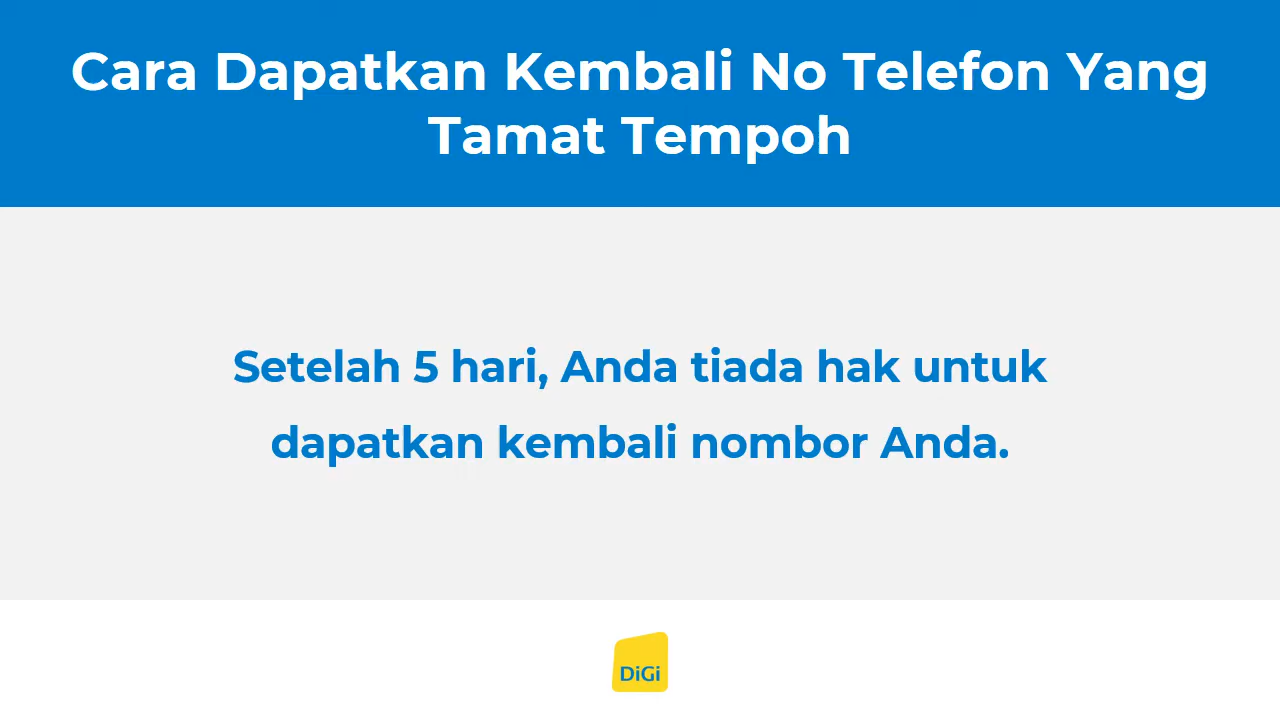 Cara Dapatkan Kembali No Telefon Yang
Tamat Tempoh
Setelah 5 hari, Anda tiada hak untuk
dapatkan kembali nombor Anda.
DiGi